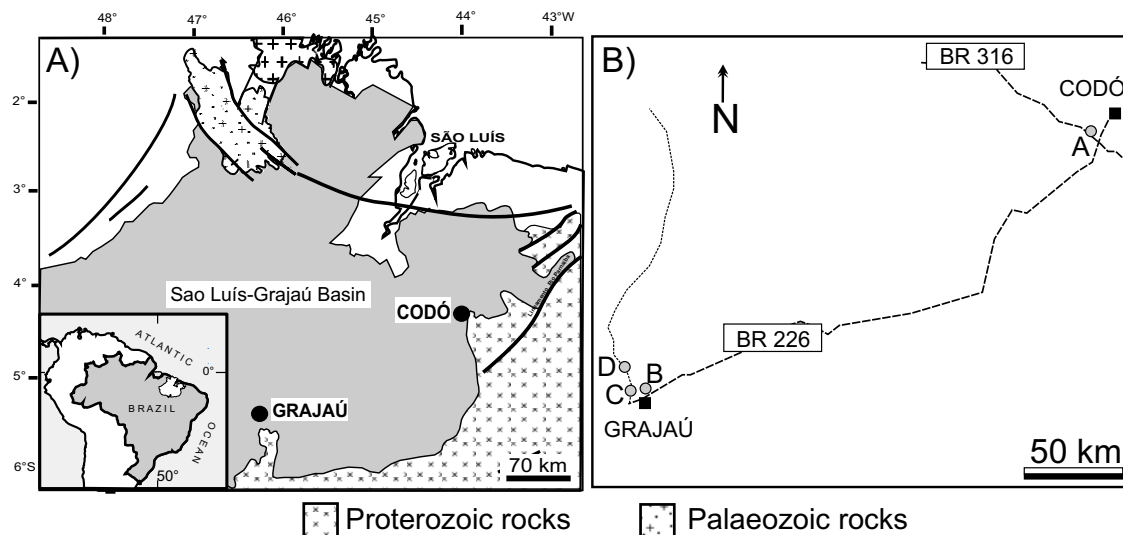 48° 47° 46° 45° 44° 43°W
A)
2°
3°
4°
5°
6°S
SÃO LUÍS
Sao Luís-Grajaú Basin
CODÓ
GRAJAÚ
70 km
ATLANTIC
OCEAN
BRAZIL
0°
50°
B)
N
BR 316
CODÓ
A
BR 226
D
B
C
GRAJAÚ
50 km
Proterozoic rocks
Palaeozoic rocks